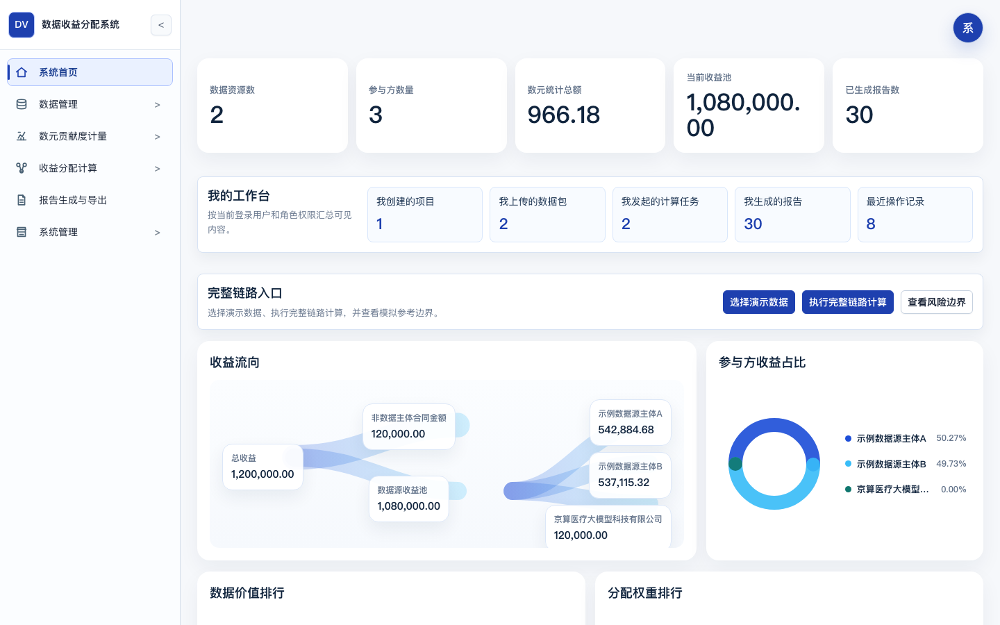 DV
数据收益分配系统
<
系统首页
数据管理 >
数元贡献度计量 >
收益分配计算 >
报告生成与导出
系统管理 >
系
数据资源数
2
参与方数量
3
数元统计总额
966.18
当前收益池
1,080,000.
00
已生成报告数
30
我的工作台
按当前登录用户和角色权限汇总可见
内容。
我创建的项目
1
我上传的数据包
2
我发起的计算任务
2
我生成的报告
30
最近操作记录
8
完整链路入口
选择演示数据、执行完整链路计算，并查看模拟参考边界。
选择演示数据
执行完整链路计算
查看风险边界
收益流向
总收益
1,200,000.00
非数据主体合同金额
120,000.00
数据源收益池
1,080,000.00
示例数据源主体A
542,884.68
示例数据源主体B
537,115.32
京算医疗大模型科技有限公司
120,000.00
参与方收益占比
示例数据源主体A 50.27%
示例数据源主体B 49.73%
京算医疗大模型... 0.00%
数据价值排行
分配权重排行